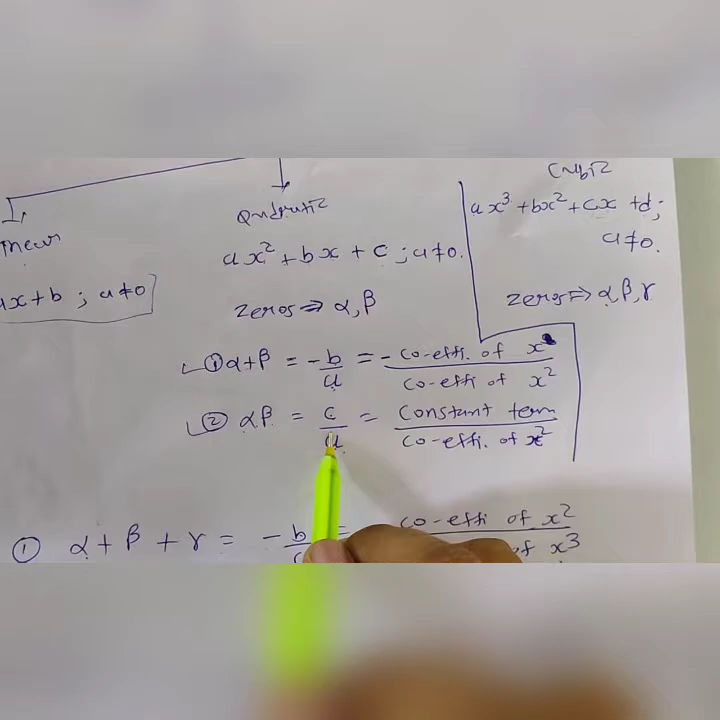 Cubic
Quadratic
ax³ + bx² + cx + d ;
a≠0.
inear
ax² + bx + c ; a≠0.
ax+b ; a≠0
zeros ⇒ α, β, γ
zeros ⇒ α, β
① α+β = -b/a = - co-effi. of x / co-effi of x²
② αβ = c/a = constant term / co-effi. of x²
① α + β + γ = -b/ = co-effi of x² / of x³